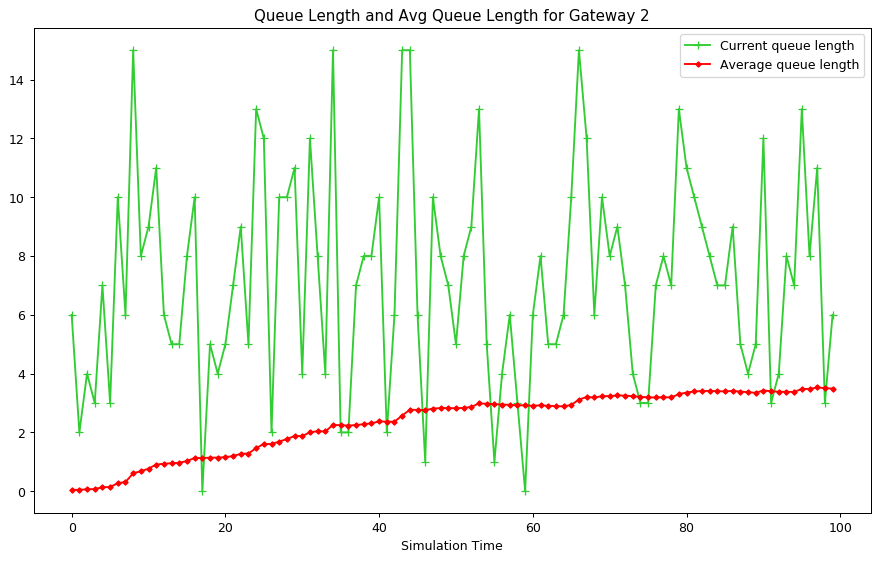 Queue Length and Avg Queue Length for Gateway 2
Current queue length
Average queue length
14
12
10
8
6
4
2
0
0 20 40 60 80 100
Simulation Time